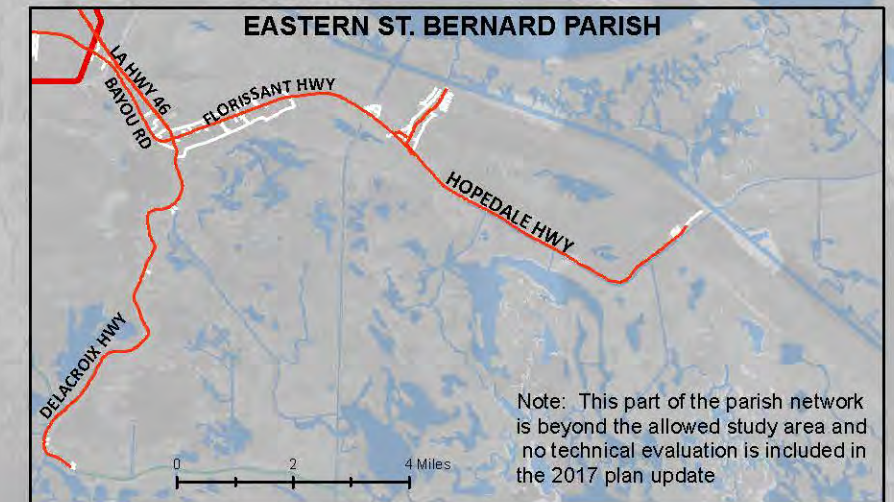 EASTERN ST. BERNARD PARISH
LA HWY 46
BAYOU RD
FLORISSANT HWY
HOPEDALE HWY
DELACROIX HWY
Note: This part of the parish network
is beyond the allowed study area and
no technical evaluation is included in
the 2017 plan update
0 2 4 Miles